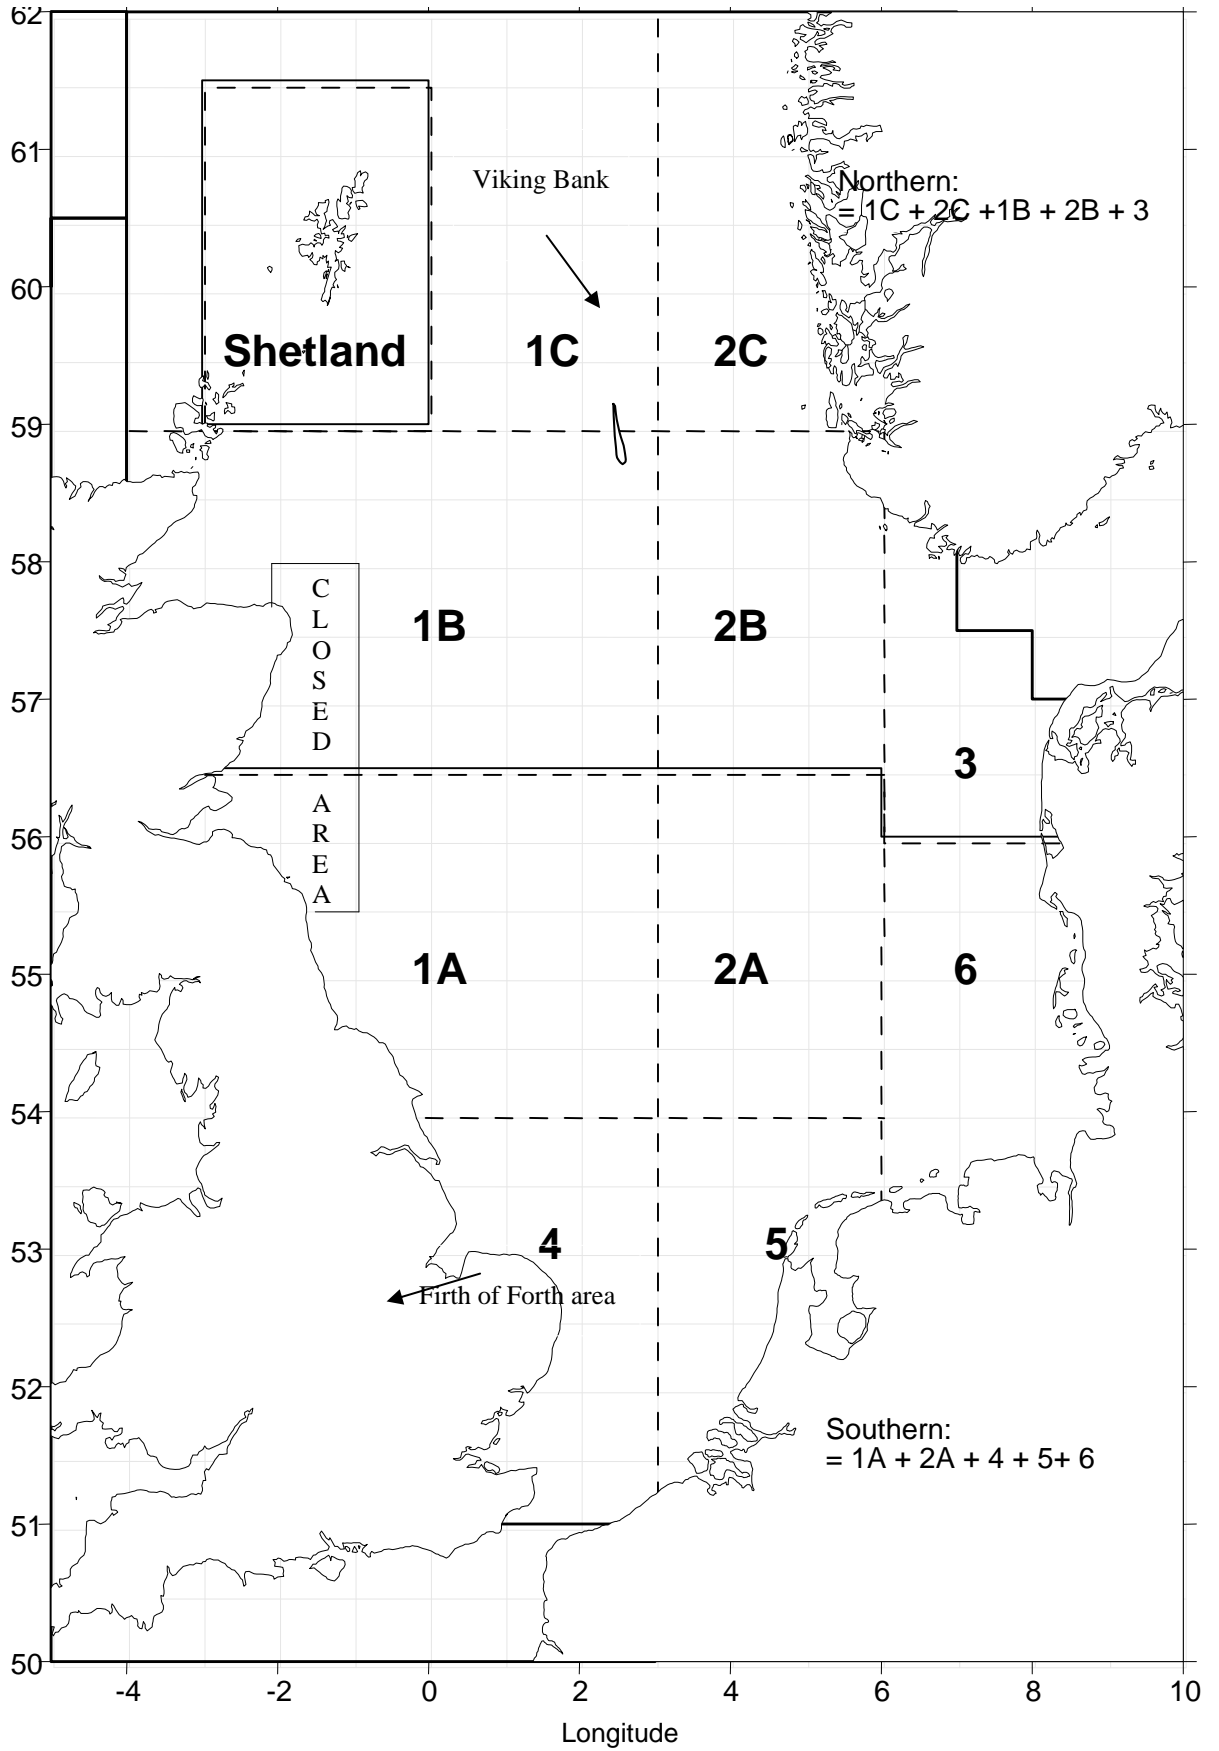 62
61
Viking Bank
Northern:
= 1C + 2C +1B + 2B + 3
60
Shetland
1C
2C
59
58
C
L
O
S
E
D
1B
2B
57
3
A
R
E
A
56
1A
2A
6
55
54
53
4
5
Firth of Forth area
52
Southern:
= 1A + 2A + 4 + 5+ 6
51
50
-4
-2
0
2
4
6
8
10
Longitude